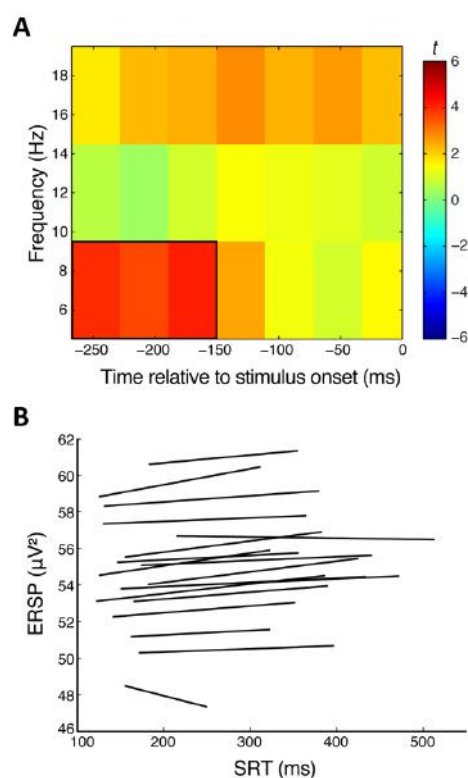 A
t
6
4
2
0
−2
−4
−6
18
16
14
12
10
8
6
Frequency (Hz)
−250 −200 −150 −100 −50 0
Time relative to stimulus onset (ms)
B
62
60
58
56
54
52
50
48
46
ERSP (µV²)
100 200 300 400 500
SRT (ms)